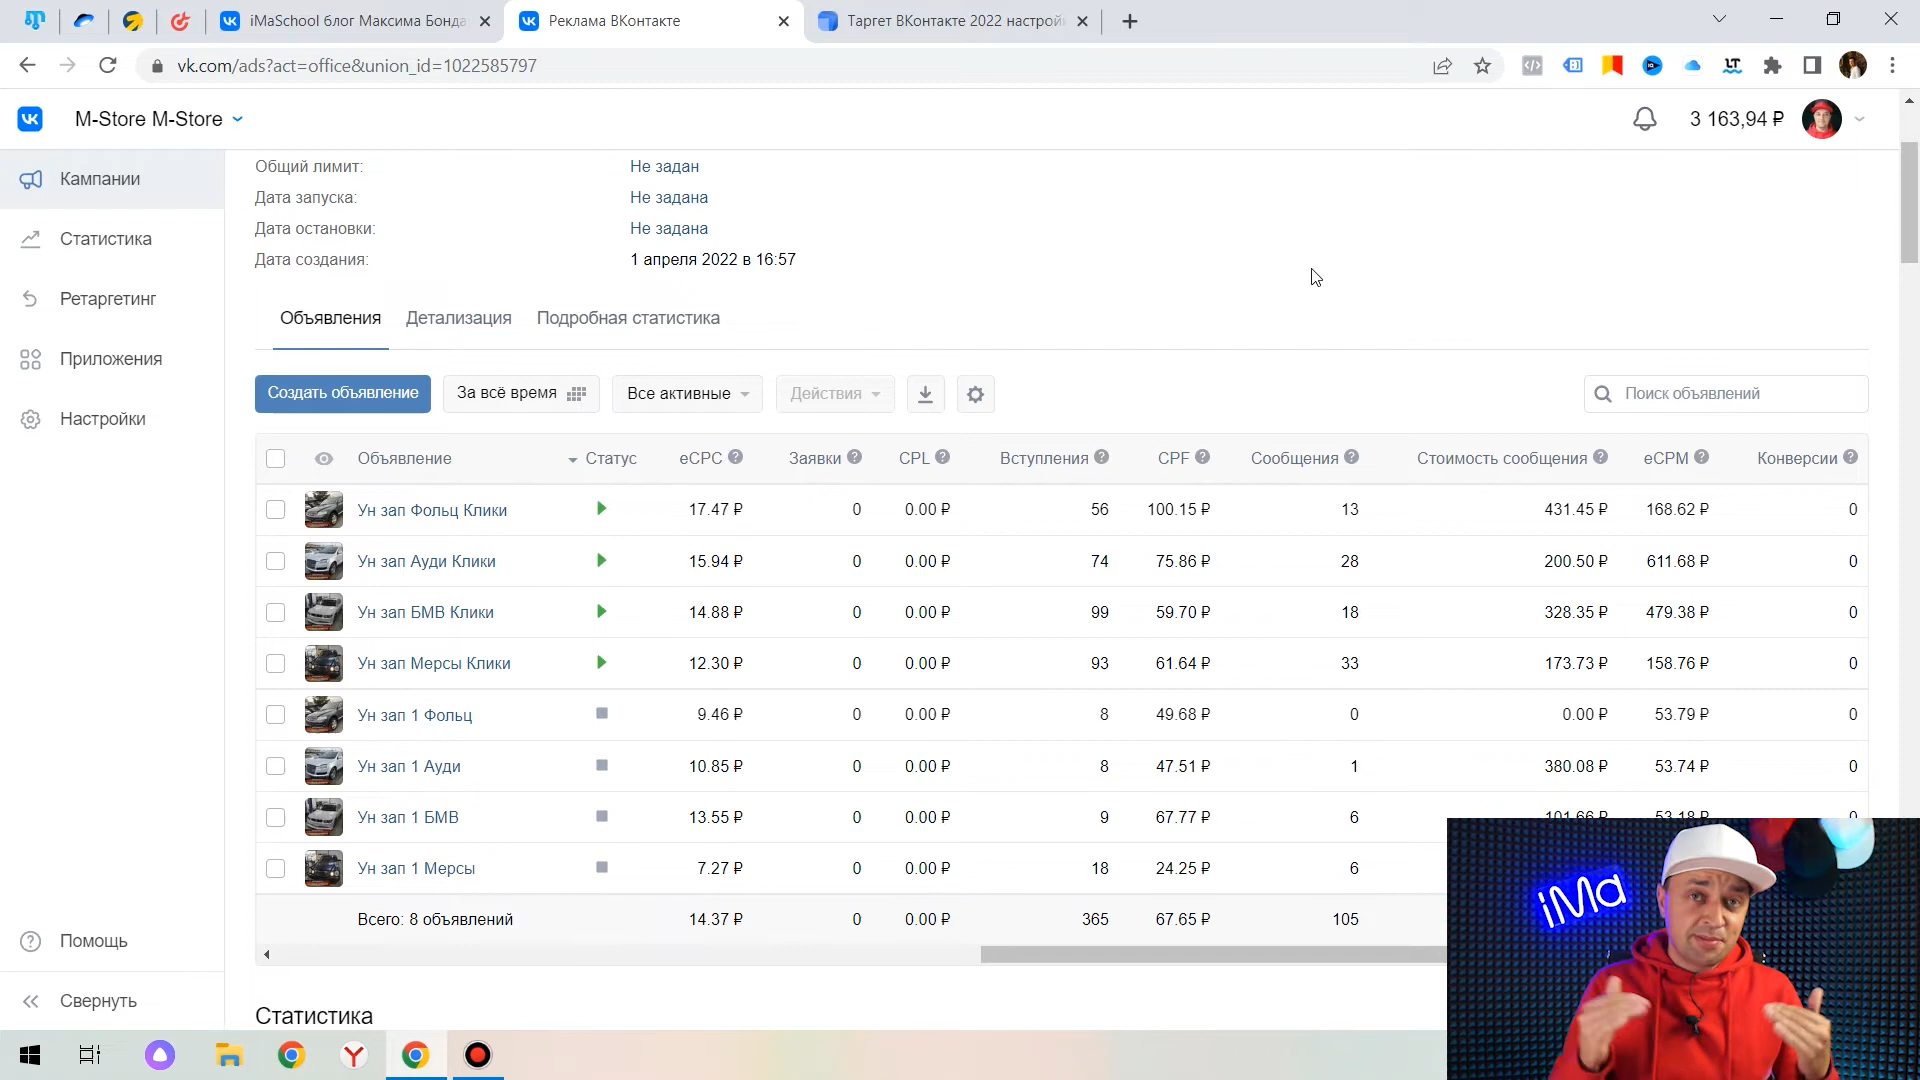 iMaSchool блог Максима Бонда
Реклама ВКонтакте
Таргет ВКонтакте 2022 настрой
vk.com/ads?act=office&union_id=1022585797
M-Store M-Store
3 163,94 ₽
Кампании
Статистика
Ретаргетинг
Приложения
Настройки
Помощь
Свернуть
Общий лимит: Не задан
Дата запуска: Не задана
Дата остановки: Не задана
Дата создания: 1 апреля 2022 в 16:57
Объявления Детализация Подробная статистика
Создать объявление За всё время Все активные Действия Поиск объявлений
Объявление Статус eCPC Заявки CPL Вступления CPF Сообщения Стоимость сообщения eCPM Конверсии
Ун зап Фольц Клики 17.47 ₽ 0 0.00 ₽ 56 100.15 ₽ 13 431.45 ₽ 168.62 ₽ 0
Ун зап Ауди Клики 15.94 ₽ 0 0.00 ₽ 74 75.86 ₽ 28 200.50 ₽ 611.68 ₽ 0
Ун зап БМВ Клики 14.88 ₽ 0 0.00 ₽ 99 59.70 ₽ 18 328.35 ₽ 479.38 ₽ 0
Ун зап Мерсы Клики 12.30 ₽ 0 0.00 ₽ 93 61.64 ₽ 33 173.73 ₽ 158.76 ₽ 0
Ун зап 1 Фольц 9.46 ₽ 0 0.00 ₽ 8 49.68 ₽ 0 0.00 ₽ 53.79 ₽ 0
Ун зап 1 Ауди 10.85 ₽ 0 0.00 ₽ 8 47.51 ₽ 1 380.08 ₽ 53.74 ₽ 0
Ун зап 1 БМВ 13.55 ₽ 0 0.00 ₽ 9 67.77 ₽ 6 101.66 ₽ 53.18 ₽ 0
Ун зап 1 Мерсы 7.27 ₽ 0 0.00 ₽ 18 24.25 ₽ 6
Всего: 8 объявлений 14.37 ₽ 0 0.00 ₽ 365 67.65 ₽ 105
Статистика
iMa